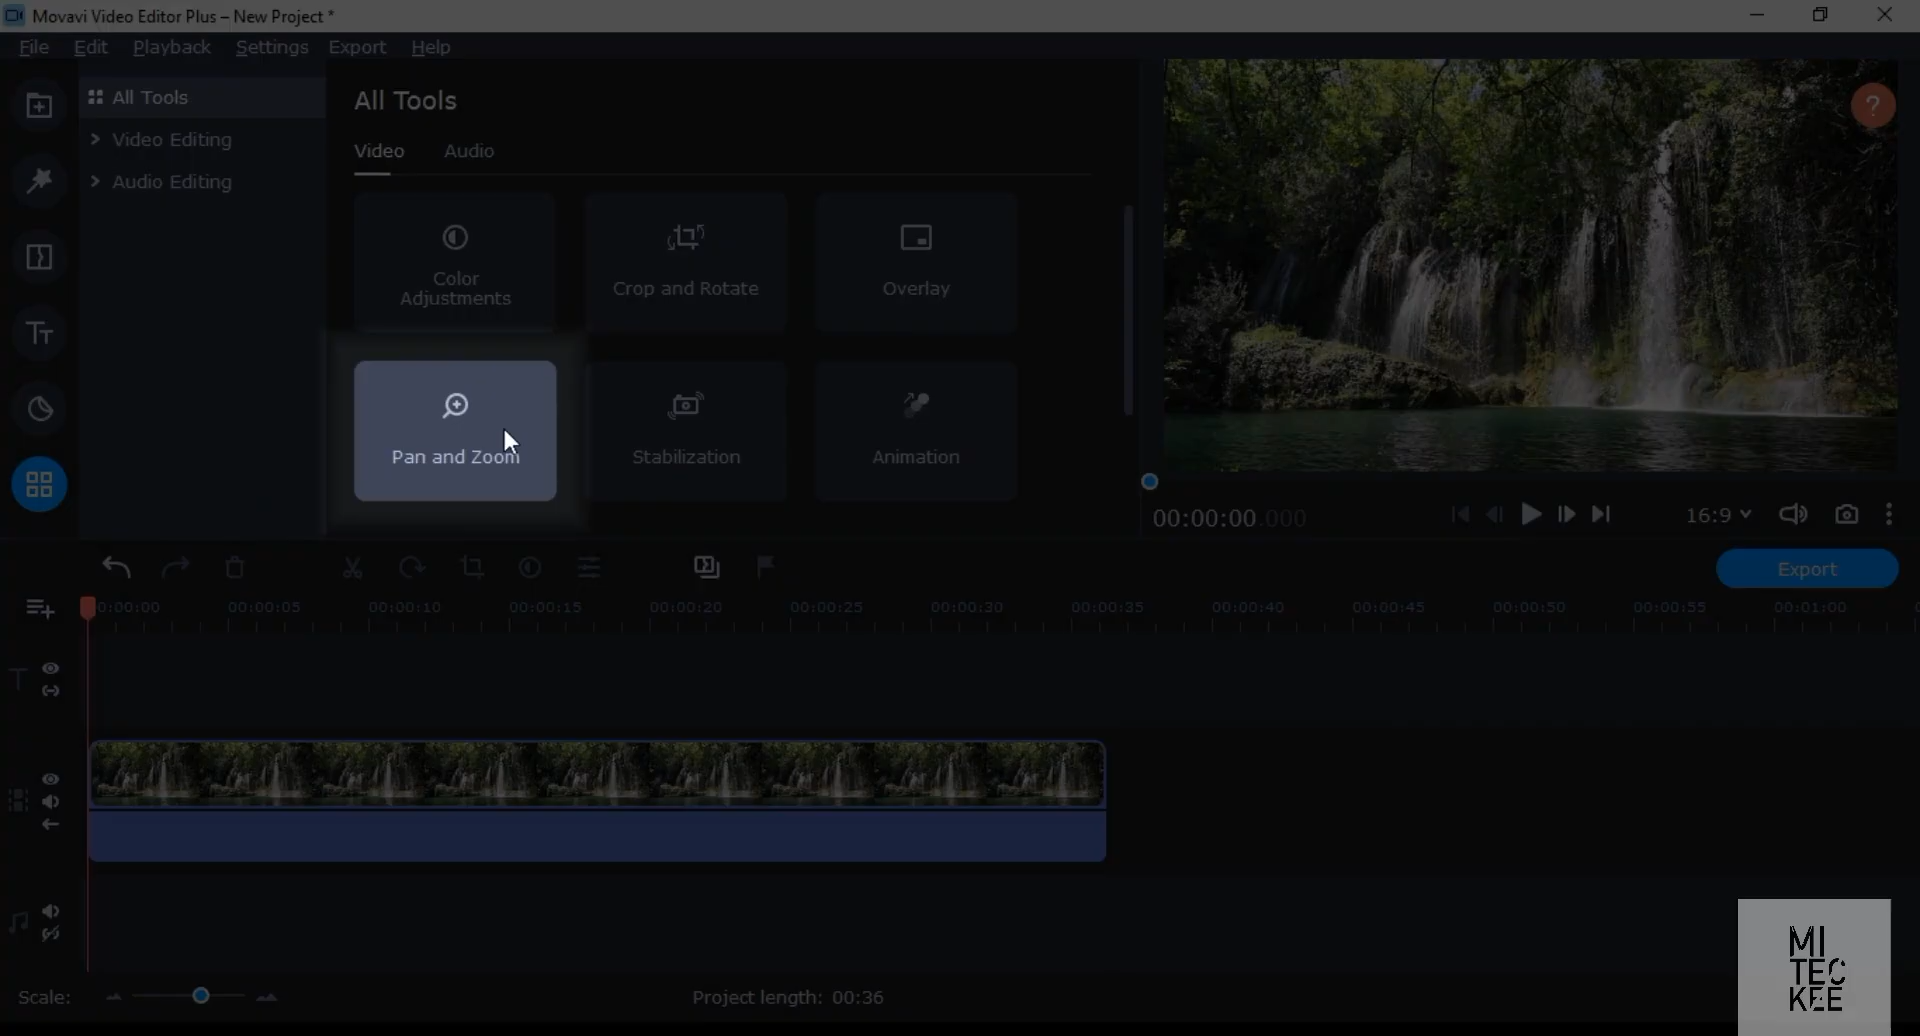 Movavi Video Editor Plus – New Project *
File Edit Playback Settings Export Help
All Tools
Video Editing
Audio Editing
All Tools
Video Audio
Color
Adjustments
Crop and Rotate
Overlay
Pan and Zoom
Stabilization
Animation
?
00:00:00.000
16:9
Export
0:00:00 00:00:05 00:00:10 00:00:15 00:00:20 00:00:25 00:00:30 00:00:35 00:00:40 00:00:45 00:00:50 00:00:55 00:01:00
Scale:
Project length: 00:36
MI
TEC
KEE